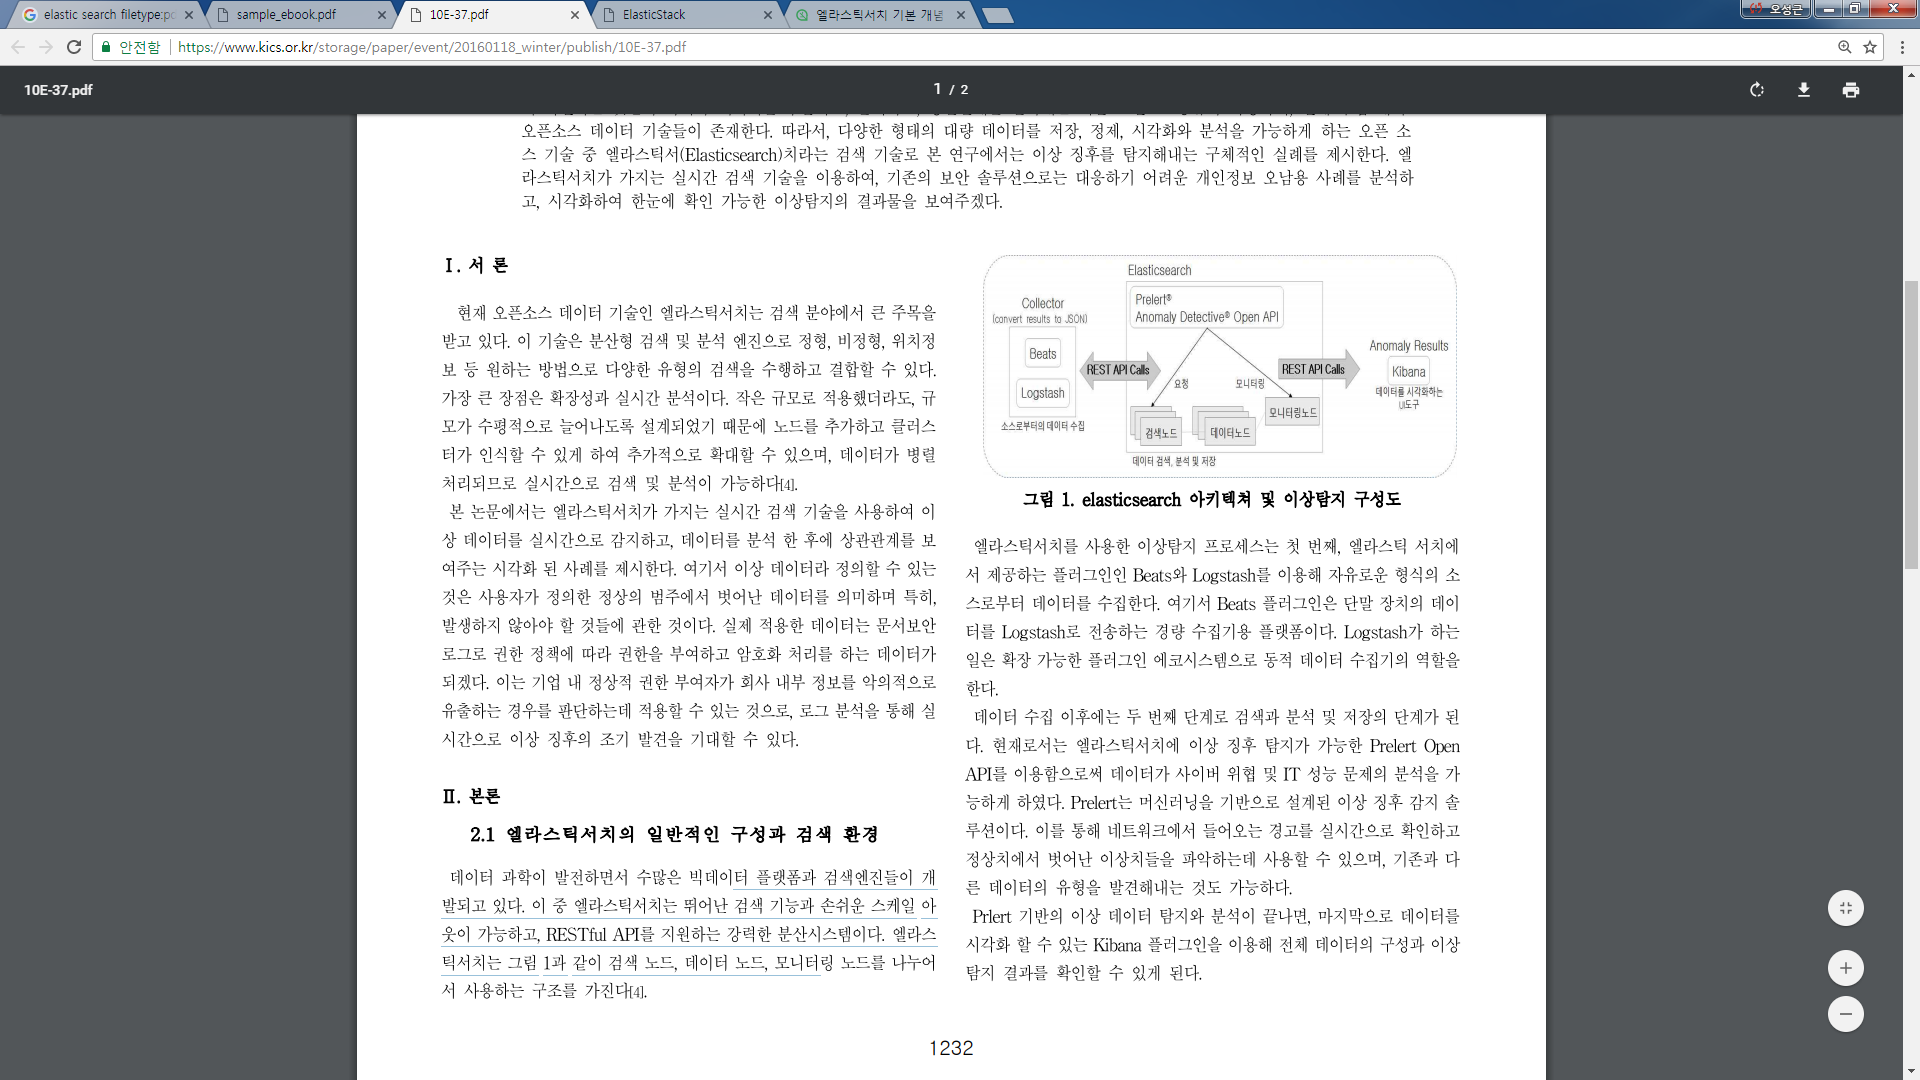 elastic search filetype:pd
sample_ebook.pdf
10E-37.pdf
ElasticStack
엘라스틱서치 기본 개념
오성근
안전함
https://www.kics.or.kr/storage/paper/event/20160118_winter/publish/10E-37.pdf
10E-37.pdf
1 / 2
오픈소스 데이터 기술들이 존재한다. 따라서, 다양한 형태의 대량 데이터를 저장, 정제, 시각화와 분석을 가능하게 하는 오픈 소
스 기술 중 엘라스틱서(Elasticsearch)치라는 검색 기술로 본 연구에서는 이상 징후를 탐지해내는 구체적인 실례를 제시한다. 엘
라스틱서치가 가지는 실시간 검색 기술을 이용하여, 기존의 보안 솔루션으로는 대응하기 어려운 개인정보 오남용 사례를 분석하
고, 시각화하여 한눈에 확인 가능한 이상탐지의 결과물을 보여주겠다.
Ⅰ. 서 론
현재 오픈소스 데이터 기술인 엘라스틱서치는 검색 분야에서 큰 주목을
받고 있다. 이 기술은 분산형 검색 및 분석 엔진으로 정형, 비정형, 위치정
보 등 원하는 방법으로 다양한 유형의 검색을 수행하고 결합할 수 있다.
가장 큰 장점은 확장성과 실시간 분석이다. 작은 규모로 적용했더라도, 규
모가 수평적으로 늘어나도록 설계되었기 때문에 노드를 추가하고 클러스
터가 인식할 수 있게 하여 추가적으로 확대할 수 있으며, 데이터가 병렬
처리되므로 실시간으로 검색 및 분석이 가능하다[4].
본 논문에서는 엘라스틱서치가 가지는 실시간 검색 기술을 사용하여 이
상 데이터를 실시간으로 감지하고, 데이터를 분석 한 후에 상관관계를 보
여주는 시각화 된 사례를 제시한다. 여기서 이상 데이터라 정의할 수 있는
것은 사용자가 정의한 정상의 범주에서 벗어난 데이터를 의미하며 특히,
발생하지 않아야 할 것들에 관한 것이다. 실제 적용한 데이터는 문서보안
로그로 권한 정책에 따라 권한을 부여하고 암호화 처리를 하는 데이터가
되겠다. 이는 기업 내 정상적 권한 부여자가 회사 내부 정보를 악의적으로
유출하는 경우를 판단하는데 적용할 수 있는 것으로, 로그 분석을 통해 실
시간으로 이상 징후의 조기 발견을 기대할 수 있다.
Ⅱ. 본론
2.1 엘라스틱서치의 일반적인 구성과 검색 환경
데이터 과학이 발전하면서 수많은 빅데이터 플랫폼과 검색엔진들이 개
발되고 있다. 이 중 엘라스틱서치는 뛰어난 검색 기능과 손쉬운 스케일 아
웃이 가능하고, RESTful API를 지원하는 강력한 분산시스템이다. 엘라스
틱서치는 그림 1과 같이 검색 노드, 데이터 노드, 모니터링 노드를 나누어
서 사용하는 구조를 가진다[4].
Elasticsearch
Collector
(convert results to JSON)
Beats
Logstash
소스로부터의 데이터 수집
REST API Calls
Prelert®
Anomaly Detective® Open API
요청
모니터링
검색노드
데이터노드
모니터링노드
데이터 검색, 분석 및 저장
REST API Calls
Anomaly Results
Kibana
데이터를 시각화하는
UI도구
그림 1. elasticsearch 아키텍쳐 및 이상탐지 구성도
엘라스틱서치를 사용한 이상탐지 프로세스는 첫 번째, 엘라스틱 서치에
서 제공하는 플러그인인 Beats와 Logstash를 이용해 자유로운 형식의 소
스로부터 데이터를 수집한다. 여기서 Beats 플러그인은 단말 장치의 데이
터를 Logstash로 전송하는 경량 수집기용 플랫폼이다. Logstash가 하는
일은 확장 가능한 플러그인 에코시스템으로 동적 데이터 수집기의 역할을
한다.
데이터 수집 이후에는 두 번째 단계로 검색과 분석 및 저장의 단계가 된
다. 현재로서는 엘라스틱서치에 이상 징후 탐지가 가능한 Prelert Open
API를 이용함으로써 데이터가 사이버 위협 및 IT 성능 문제의 분석을 가
능하게 하였다. Prelert는 머신러닝을 기반으로 설계된 이상 징후 감지 솔
루션이다. 이를 통해 네트워크에서 들어오는 경고를 실시간으로 확인하고
정상치에서 벗어난 이상치들을 파악하는데 사용할 수 있으며, 기존과 다
른 데이터의 유형을 발견해내는 것도 가능하다.
Prlert 기반의 이상 데이터 탐지와 분석이 끝나면, 마지막으로 데이터를
시각화 할 수 있는 Kibana 플러그인을 이용해 전체 데이터의 구성과 이상
탐지 결과를 확인할 수 있게 된다.
1232